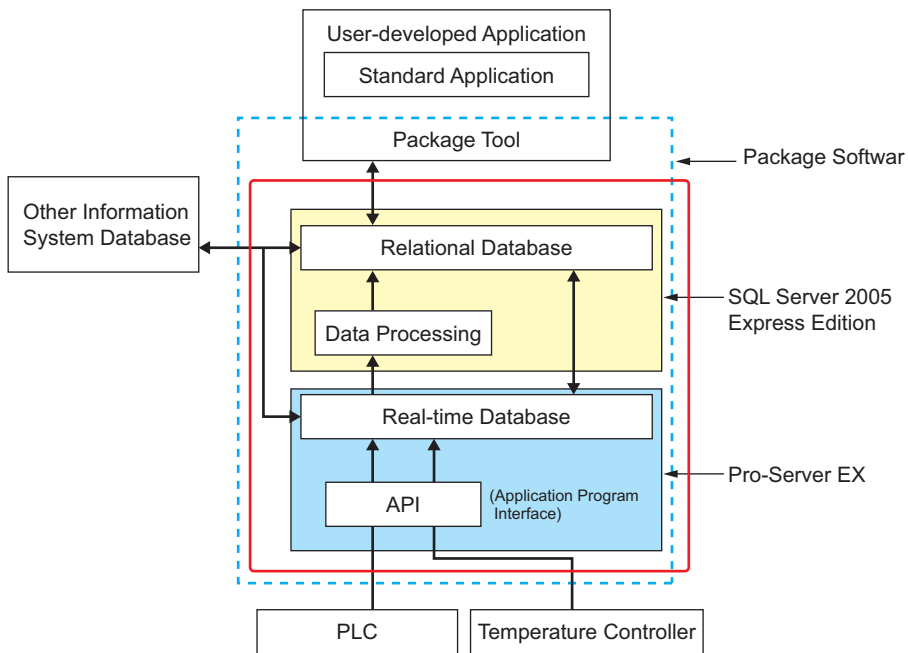 User-developed Application
Standard Application
Package Tool
Package Softwar
Other Information
System Database
Relational Database
SQL Server 2005
Express Edition
Data Processing
Real-time Database
Pro-Server EX
API
(Application Program
Interface)
PLC
Temperature Controller